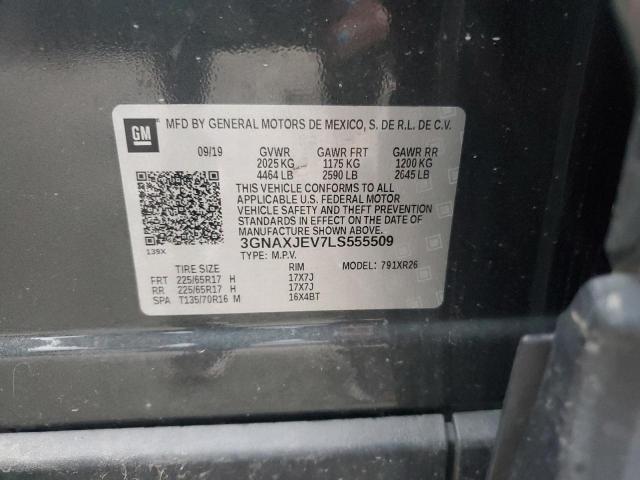 GM MFD BY GENERAL MOTORS DE MEXICO, S. DE R.L. DE C.V.
09/19 GVWR GAWR FRT GAWR RR
2025 KG 1175 KG 1200 KG
4464 LB 2590 LB 2645 LB
THIS VEHICLE CONFORMS TO ALL
APPLICABLE U.S. FEDERAL MOTOR
VEHICLE SAFETY AND THEFT PREVENTION
STANDARDS IN EFFECT ON THE DATE OF
MANUFACTURE SHOWN ABOVE.
139X 3GNAXJEV7LS555509
TYPE: M.P.V. MODEL: 791XR26
TIRE SIZE RIM
FRT 225/65R17 H 17X7J
RR 225/65R17 H 17X7J
SPA T135/70R16 M 16X4BT